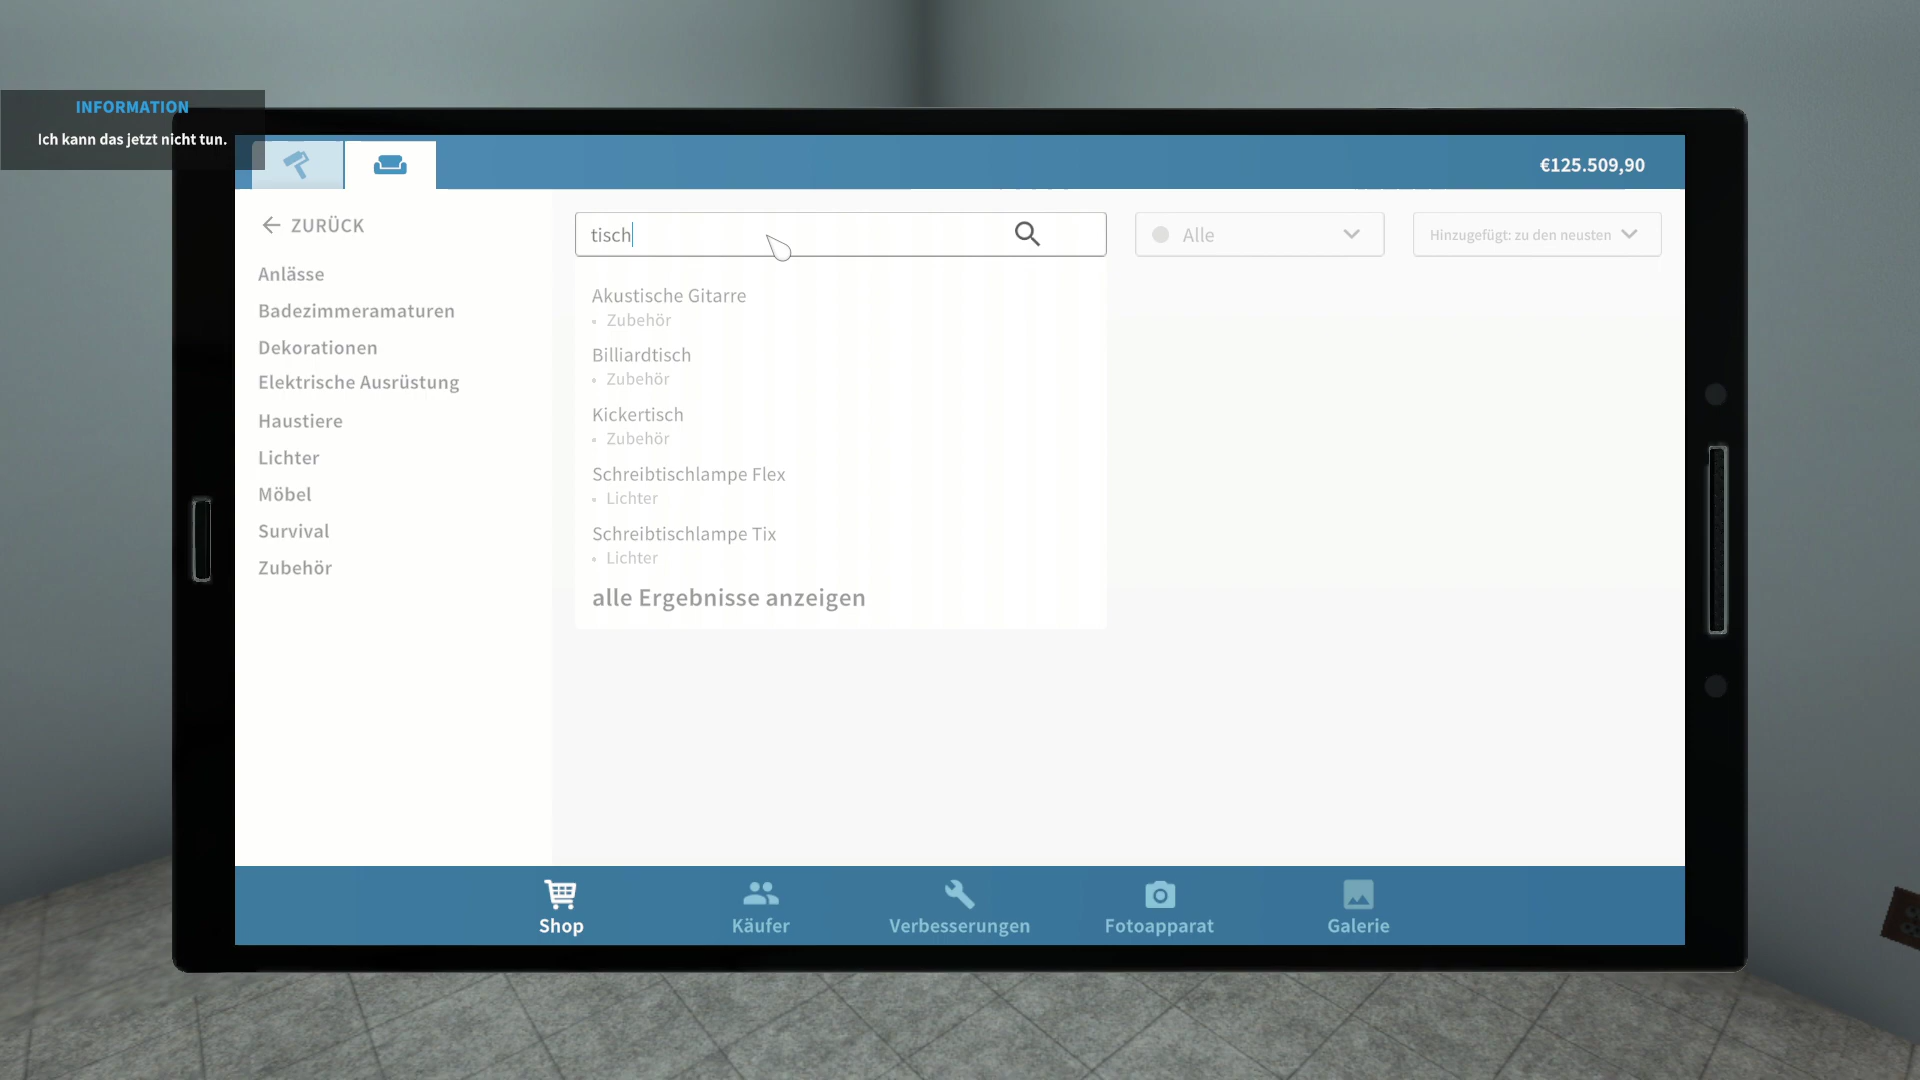 INFORMATION
Ich kann das jetzt nicht tun.
€125.509,90
ZURÜCK
Anlässe
Badezimmeramaturen
Dekorationen
Elektrische Ausrüstung
Haustiere
Lichter
Möbel
Survival
Zubehör
tisch
Alle
Hinzugefügt: zu den neusten
Akustische Gitarre
• Zubehör
Billiardtisch
• Zubehör
Kickertisch
• Zubehör
Schreibtischlampe Flex
• Lichter
Schreibtischlampe Tix
• Lichter
alle Ergebnisse anzeigen
Shop
Käufer
Verbesserungen
Fotoapparat
Galerie